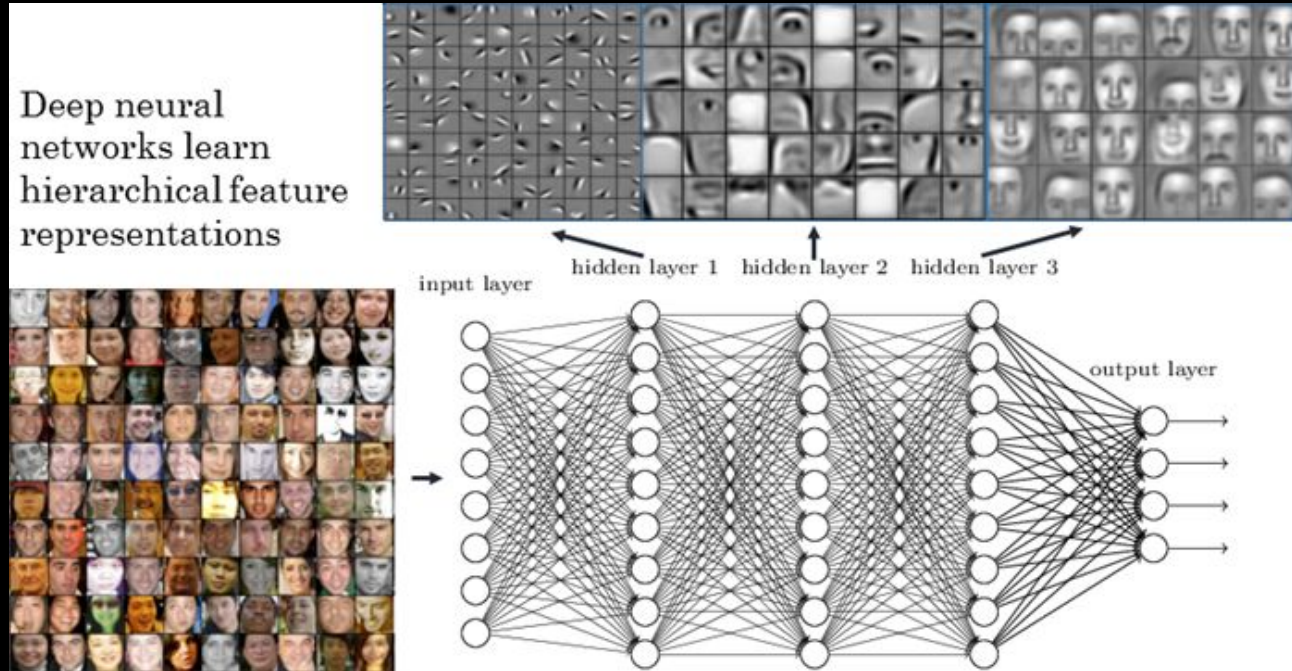 Deep neural
networks learn
hierarchical feature
representations
hidden layer 1 hidden layer 2 hidden layer 3
input layer
output layer